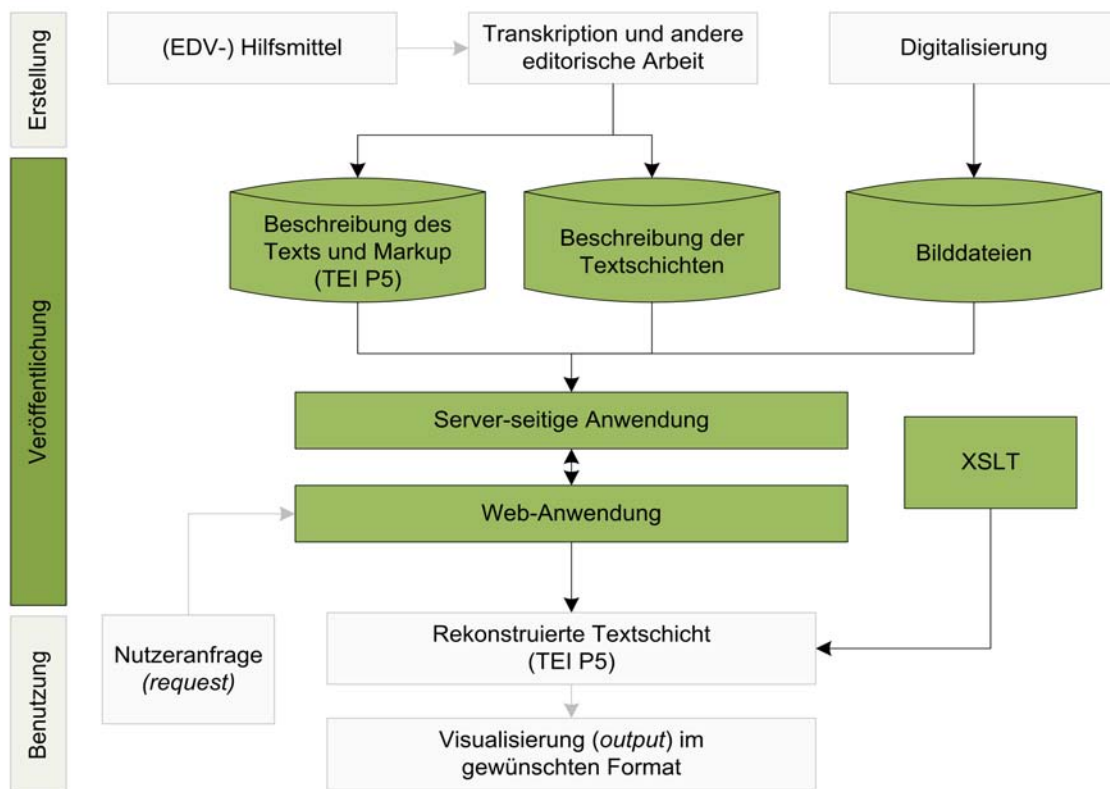 Erstellung
(EDV-) Hilfsmittel
Transkription und andere
editorische Arbeit
Digitalisierung
Veröffentlichung
Beschreibung des
Texts und Markup
(TEI P5)
Beschreibung der
Textschichten
Bilddateien
Server-seitige Anwendung
XSLT
Web-Anwendung
Benutzung
Nutzeranfrage
(request)
Rekonstruierte Textschicht
(TEI P5)
Visualisierung (output) im
gewünschten Format